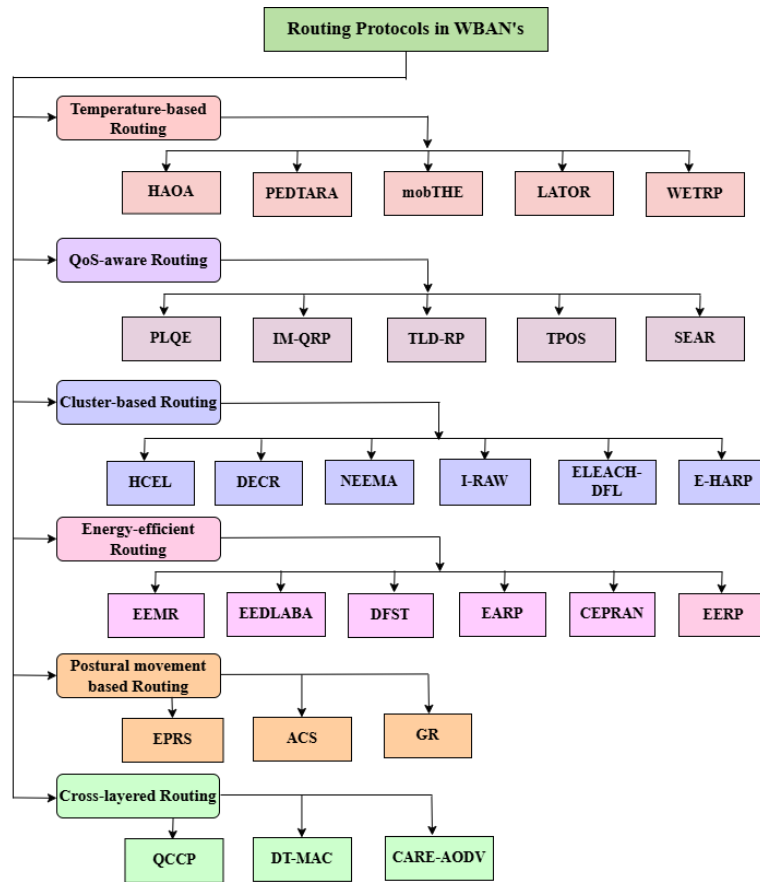 Routing Protocols in WBAN's
Temperature-based
Routing
HAOA
PEDTARA
mobTHE
LATOR
WETRP
QoS-aware Routing
PLQE
IM-QRP
TLD-RP
TPOS
SEAR
Cluster-based Routing
HCEL
DECR
NEEMA
I-RAW
ELEACH-
DFL
E-HARP
Energy-efficient
Routing
EEMR
EEDLABA
DFST
EARP
CEPRAN
EERP
Postural movement
based Routing
EPRS
ACS
GR
Cross-layered Routing
QCCP
DT-MAC
CARE-AODV